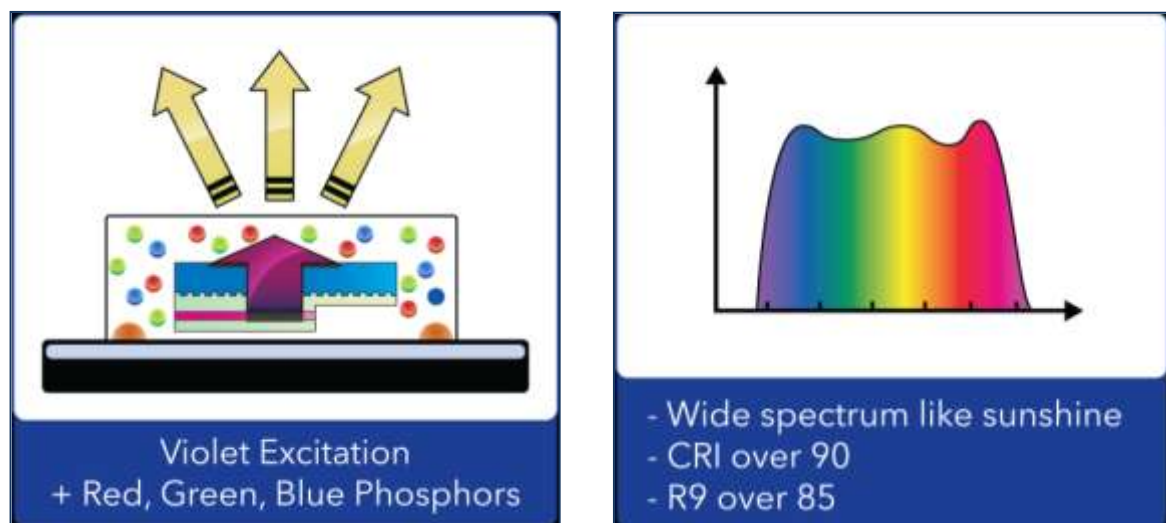 Violet Excitation
+ Red, Green, Blue Phosphors
- Wide spectrum like sunshine
- CRI over 90
- R9 over 85